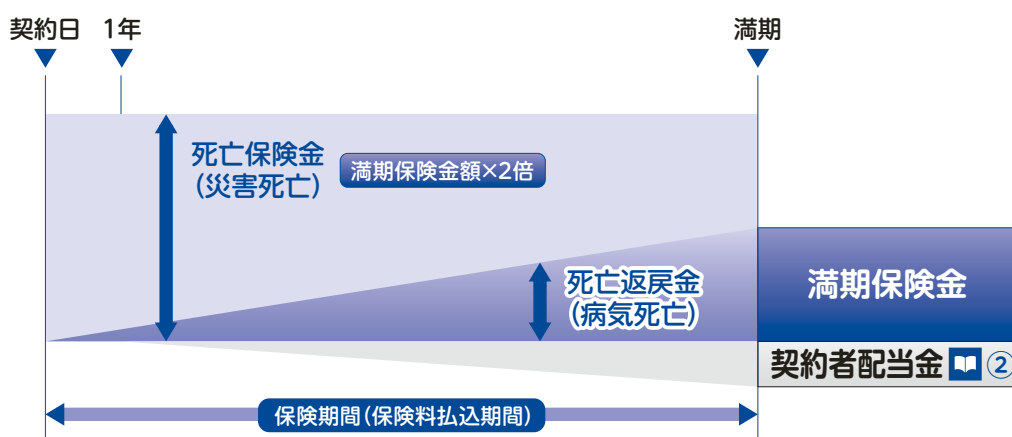 契約日 1年 満期
死亡保険金
(災害死亡)
満期保険金額×2倍
死亡返戻金
(病気死亡)
満期保険金
契約者配当金 ②
保険期間(保険料払込期間)